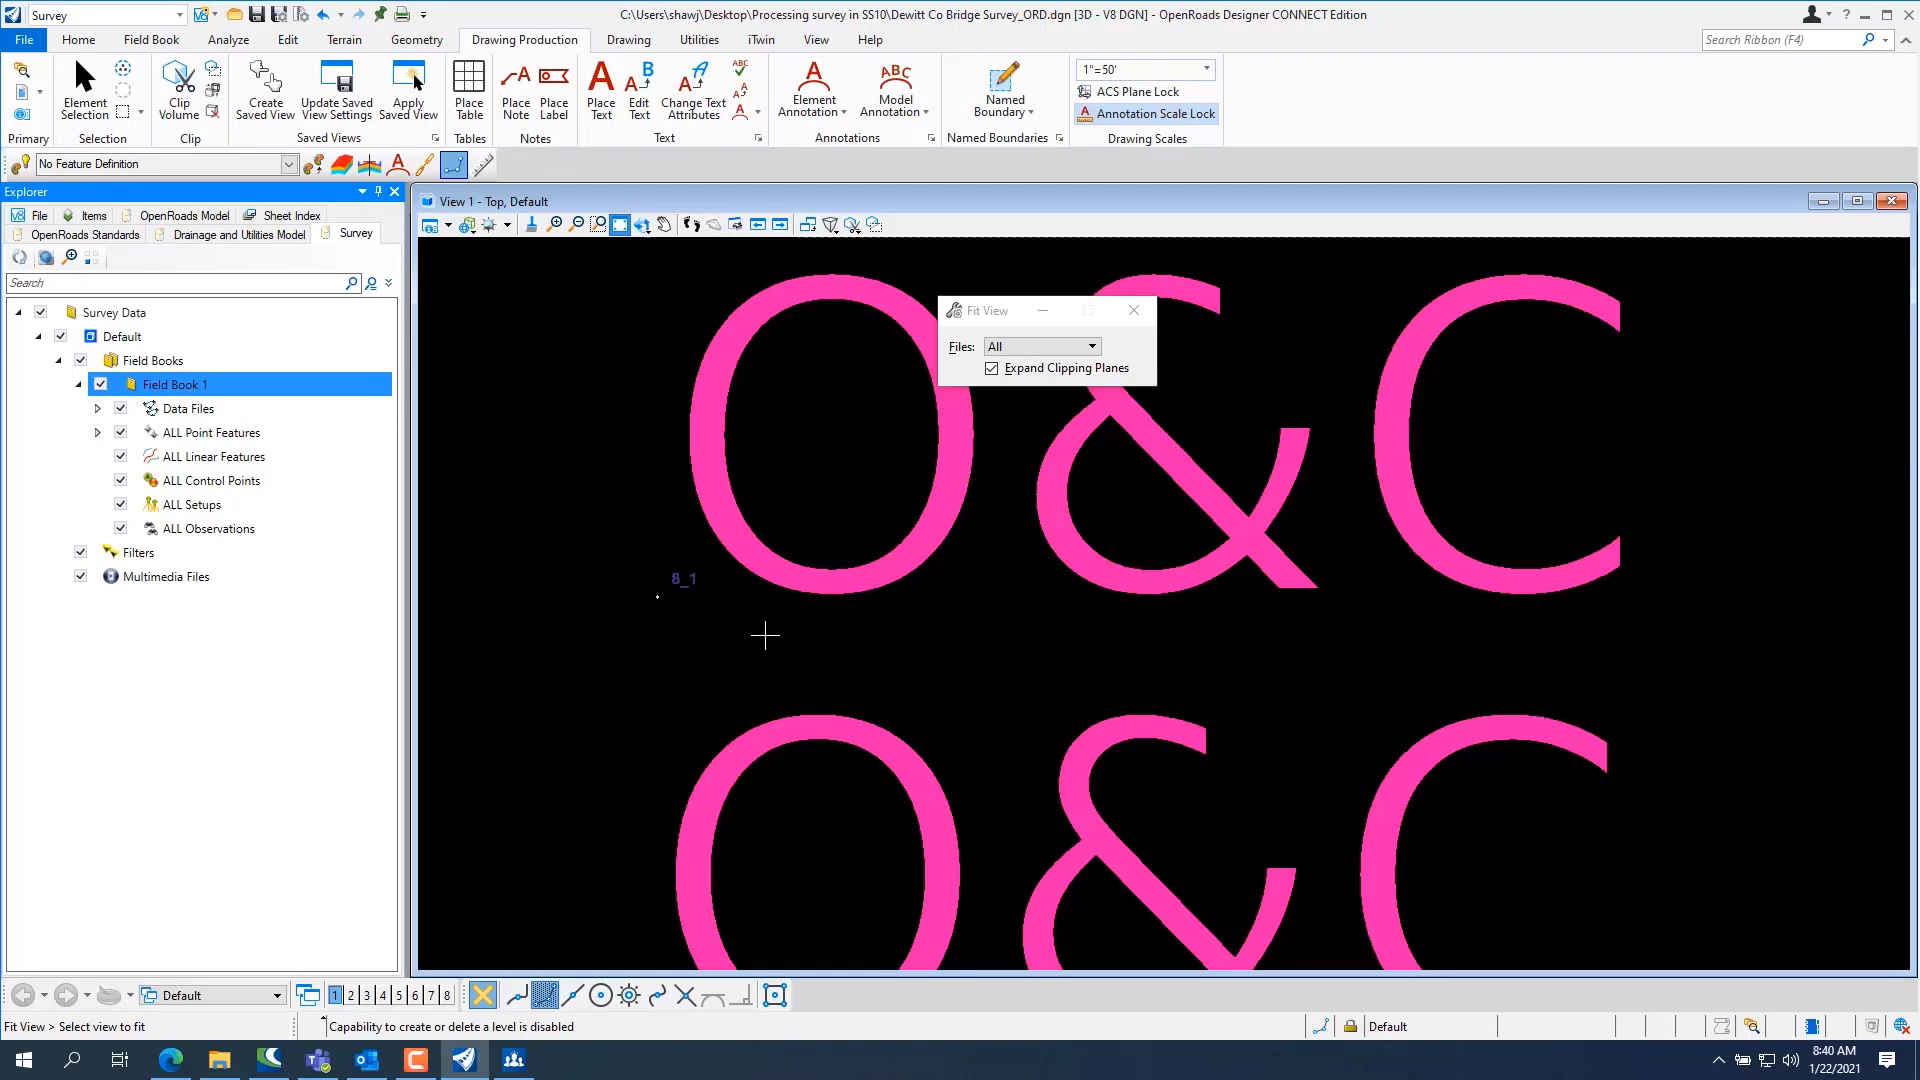 Survey
C:\Users\shawj\Desktop\Processing survey in SS10\Dewitt Co Bridge Survey_ORD.dgn [3D - V8 DGN] - OpenRoads Designer CONNECT Edition
File Home Field Book Analyze Edit Terrain Geometry Drawing Production Drawing Utilities iTwin View Help
Search Ribbon (F4)
Element Selection
Clip Volume
Create Saved View
Update Saved View Settings
Apply Saved View
Place Table
Place Note
Place Label
Place Text
Edit Text
Change Text Attributes
Element Annotation
Model Annotation
Named Boundary
1"=50'
ACS Plane Lock
Annotation Scale Lock
Primary Selection Clip Saved Views Tables Notes Text Annotations Named Boundaries Drawing Scales
No Feature Definition
Explorer
File Items OpenRoads Model Sheet Index
OpenRoads Standards Drainage and Utilities Model Survey
Search
Survey Data
Default
Field Books
Field Book 1
Data Files
ALL Point Features
ALL Linear Features
ALL Control Points
ALL Setups
ALL Observations
Filters
Multimedia Files
View 1 - Top, Default
O&C
Fit View
Files: All
Expand Clipping Planes
8_1
O&C
Default
1 2 3 4 5 6 7 8
Fit View > Select view to fit
Capability to create or delete a level is disabled
Default
8:40 AM
1/22/2021